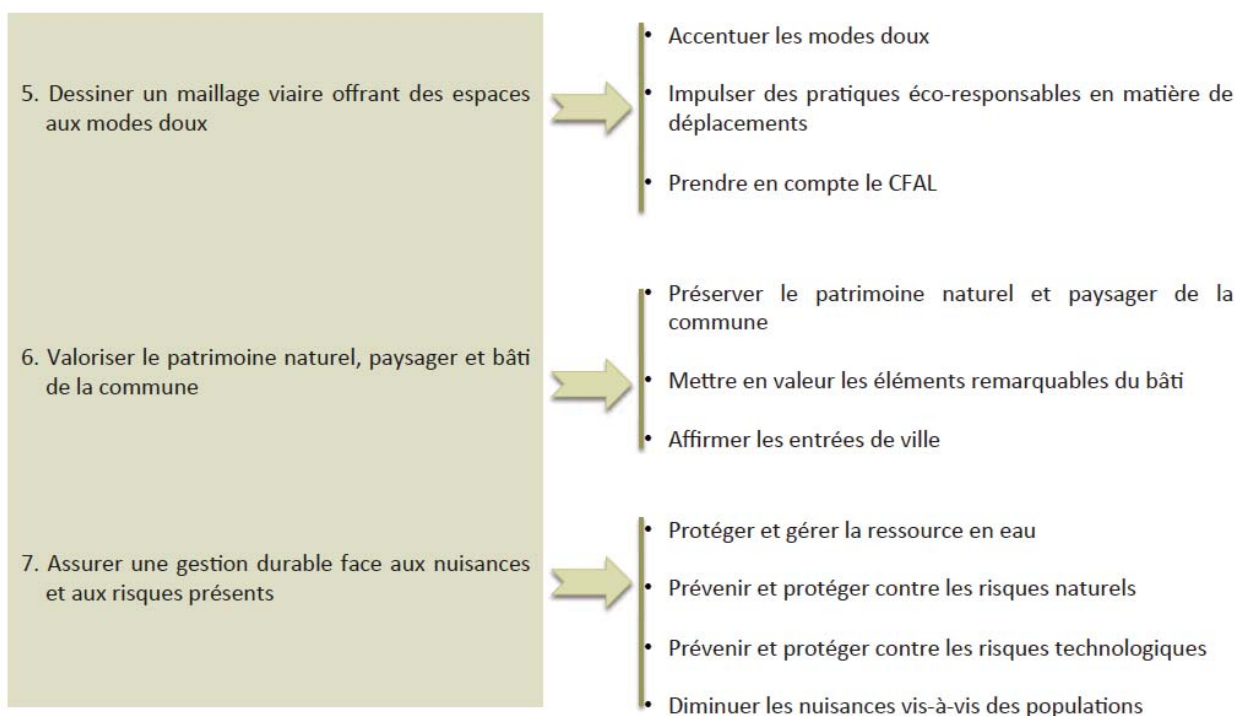 5. Dessiner un maillage viaire offrant des espaces
aux modes doux
• Accentuer les modes doux
• Impulser des pratiques éco-responsables en matière de
déplacements
• Prendre en compte le CFAL
6. Valoriser le patrimoine naturel, paysager et bâti
de la commune
• Préserver le patrimoine naturel et paysager de la
commune
• Mettre en valeur les éléments remarquables du bâti
• Affirmer les entrées de ville
7. Assurer une gestion durable face aux nuisances
et aux risques présents
• Protéger et gérer la ressource en eau
• Prévenir et protéger contre les risques naturels
• Prévenir et protéger contre les risques technologiques
• Diminuer les nuisances vis-à-vis des populations